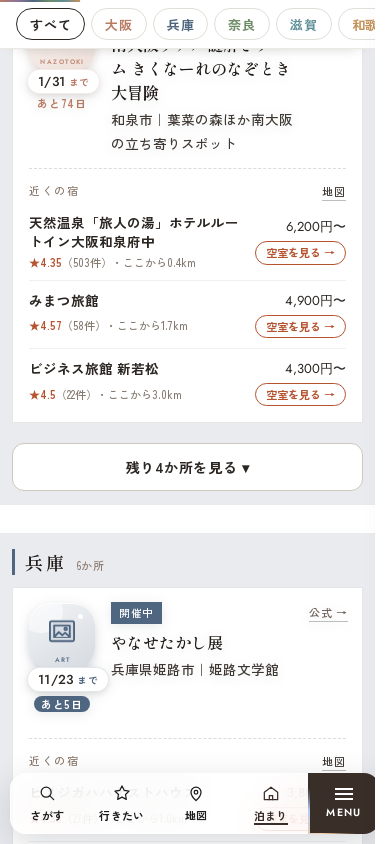 すべて
大阪
兵庫
奈良
滋賀
和歌
ム きくなーれのなぞとき
大冒険
NAZOTOKI
1/31 まで
あと74日
和泉市｜葉菜の森ほか南大阪
の立ち寄りスポット
近くの宿
地図
天然温泉「旅人の湯」ホテルルー
トイン大阪和泉府中
★4.35（503件）・ここから0.4km
6,200円〜
空室を見る →
みまつ旅館
★4.57（58件）・ここから1.7km
4,900円〜
空室を見る →
ビジネス旅館 新若松
★4.5（22件）・ここから3.0km
4,300円〜
空室を見る →
残り4か所を見る ▾
兵庫 6か所
ART
11/23 まで
あと5日
開催中
公式 →
やなせたかし展
兵庫県姫路市｜姫路文学館
近くの宿
地図
さがす
行きたい
地図
泊まり
MENU